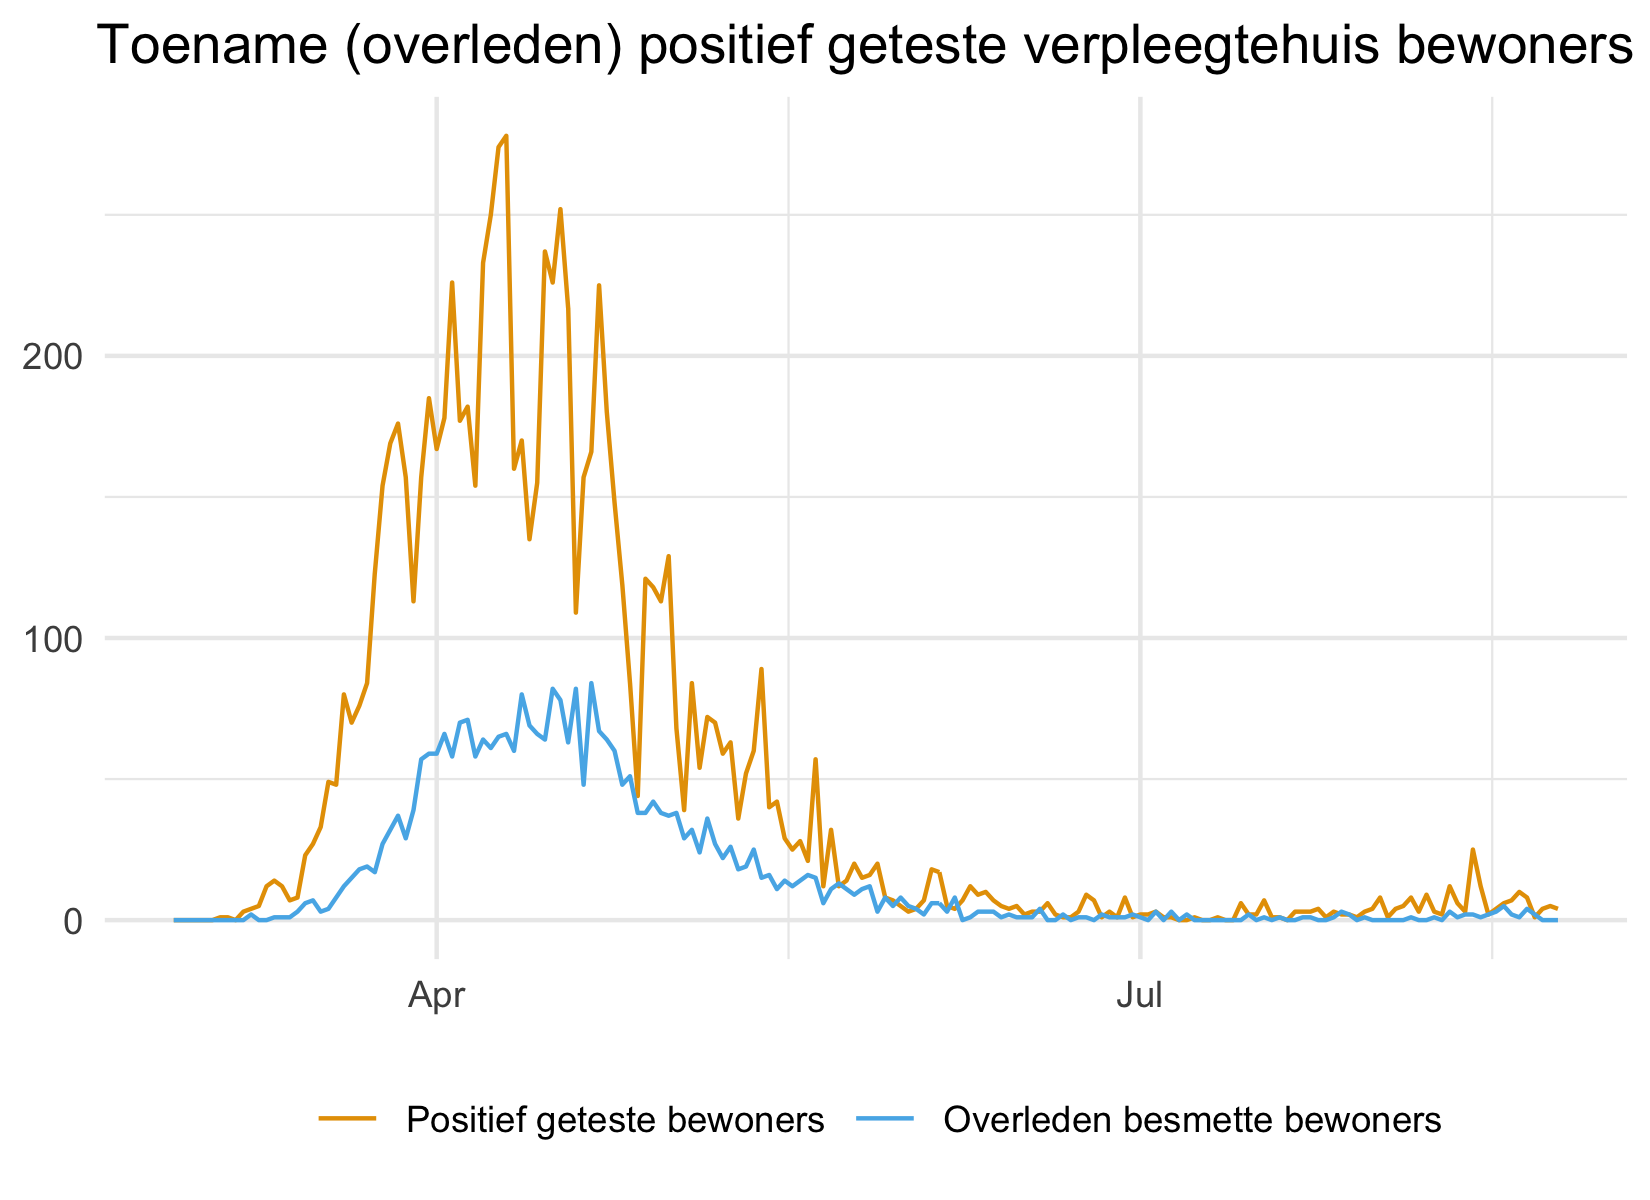 Toename (overleden) positief geteste verpleegtehuis bewoners
200
100
0
Apr
Jul
Positief geteste bewoners
Overleden besmette bewoners